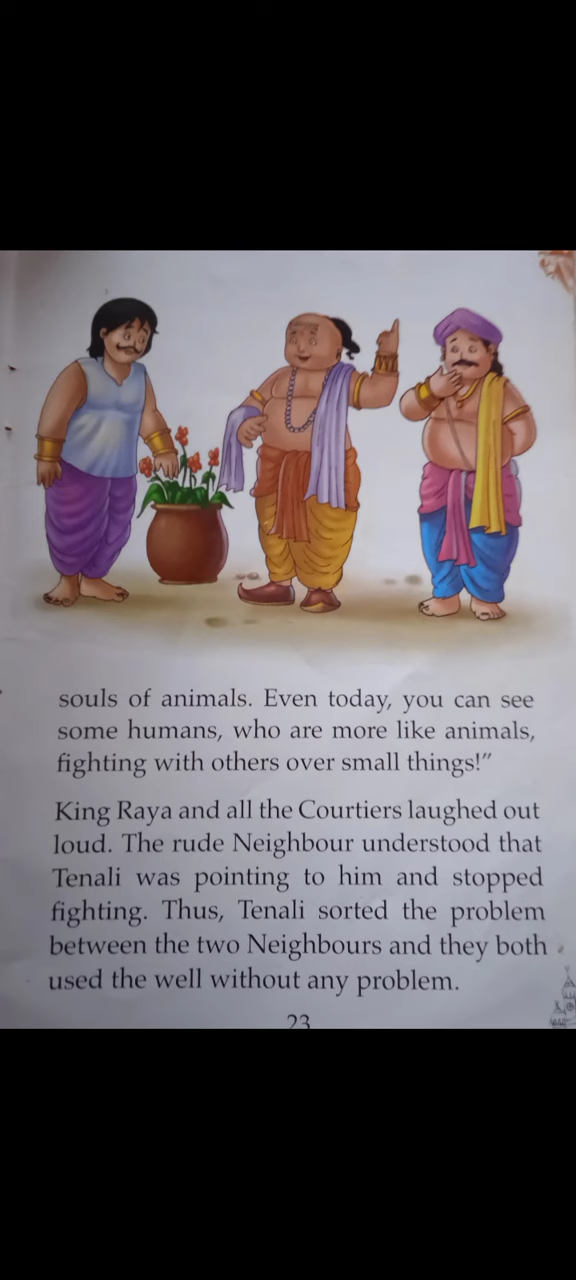 souls of animals. Even today, you can see
some humans, who are more like animals,
fighting with others over small things!”
King Raya and all the Courtiers laughed out
loud. The rude Neighbour understood that
Tenali was pointing to him and stopped
fighting. Thus, Tenali sorted the problem
between the two Neighbours and they both
used the well without any problem.
23